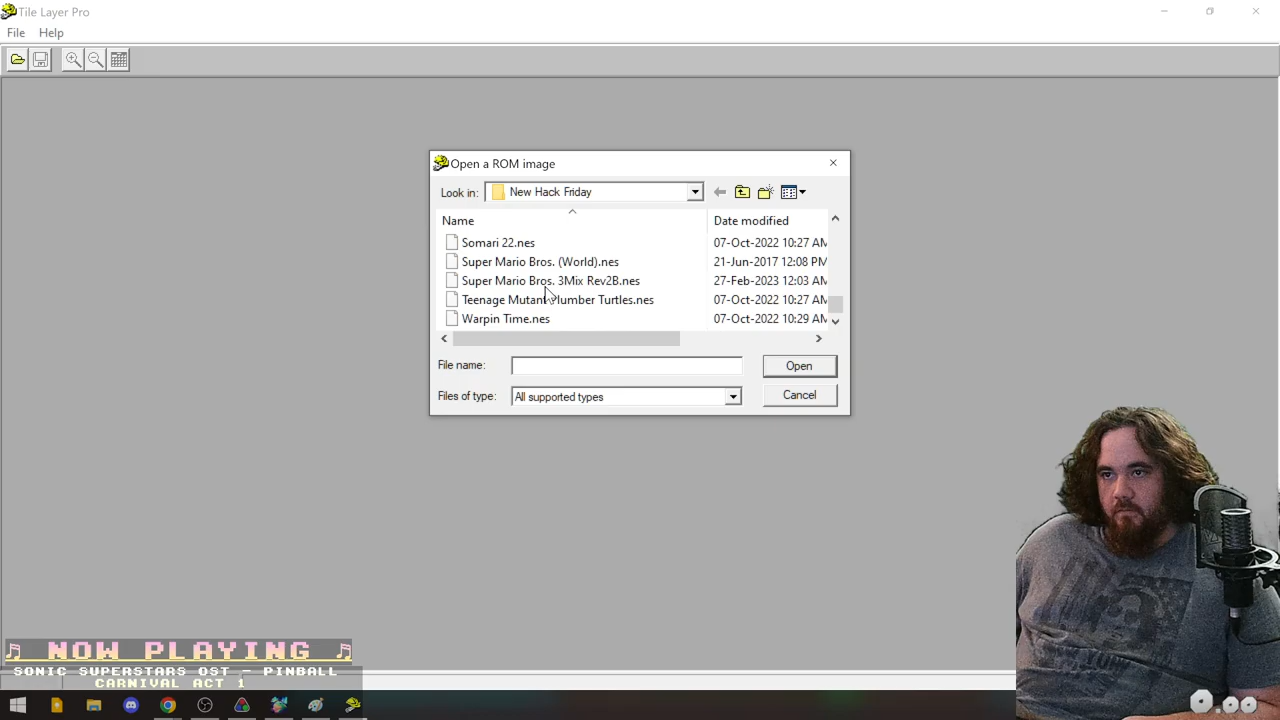 Tile Layer Pro
File Help
Open a ROM image
Look in: New Hack Friday
Name Date modified
Somari 22.nes 07-Oct-2022 10:27 AM
Super Mario Bros. (World).nes 21-Jun-2017 12:08 PM
Super Mario Bros. 3Mix Rev2B.nes 27-Feb-2023 12:03 AM
Teenage Mutant Plumber Turtles.nes 07-Oct-2022 10:27 AM
Warpin Time.nes 07-Oct-2022 10:29 AM
File name: Open
Files of type: All supported types Cancel
♫ NOW PLAYING ♫
SONIC SUPERSTARS OST - PINBALL
CARNIVAL ACT 1
0.00